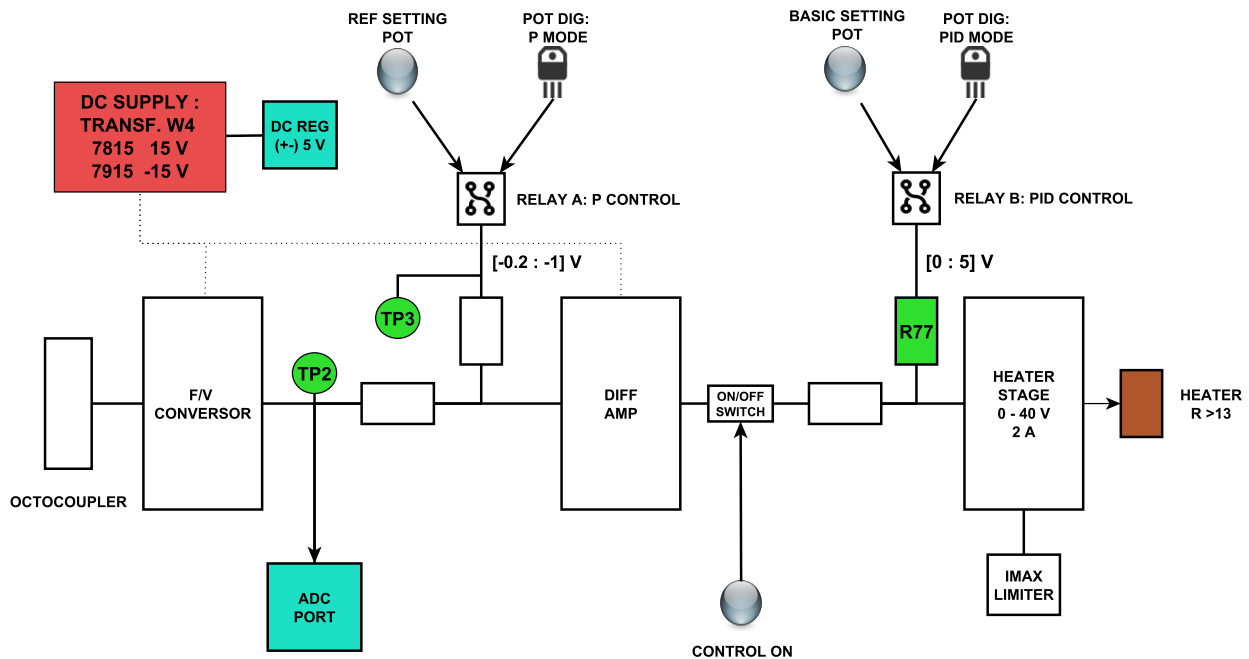 REF SETTING
POT
POT DIG:
P MODE
BASIC SETTING
POT
POT DIG:
PID MODE
DC SUPPLY :
TRANSF. W4
7815 15 V
7915 -15 V
DC REG
(+-) 5 V
RELAY A: P CONTROL
RELAY B: PID CONTROL
[-0.2 : -1] V
[0 : 5] V
TP3
R77
TP2
F/V
CONVERSOR
DIFF
AMP
ON/OFF
SWITCH
HEATER
STAGE
0 - 40 V
2 A
HEATER
R >13
OCTOCOUPLER
ADC
PORT
IMAX
LIMITER
CONTROL ON